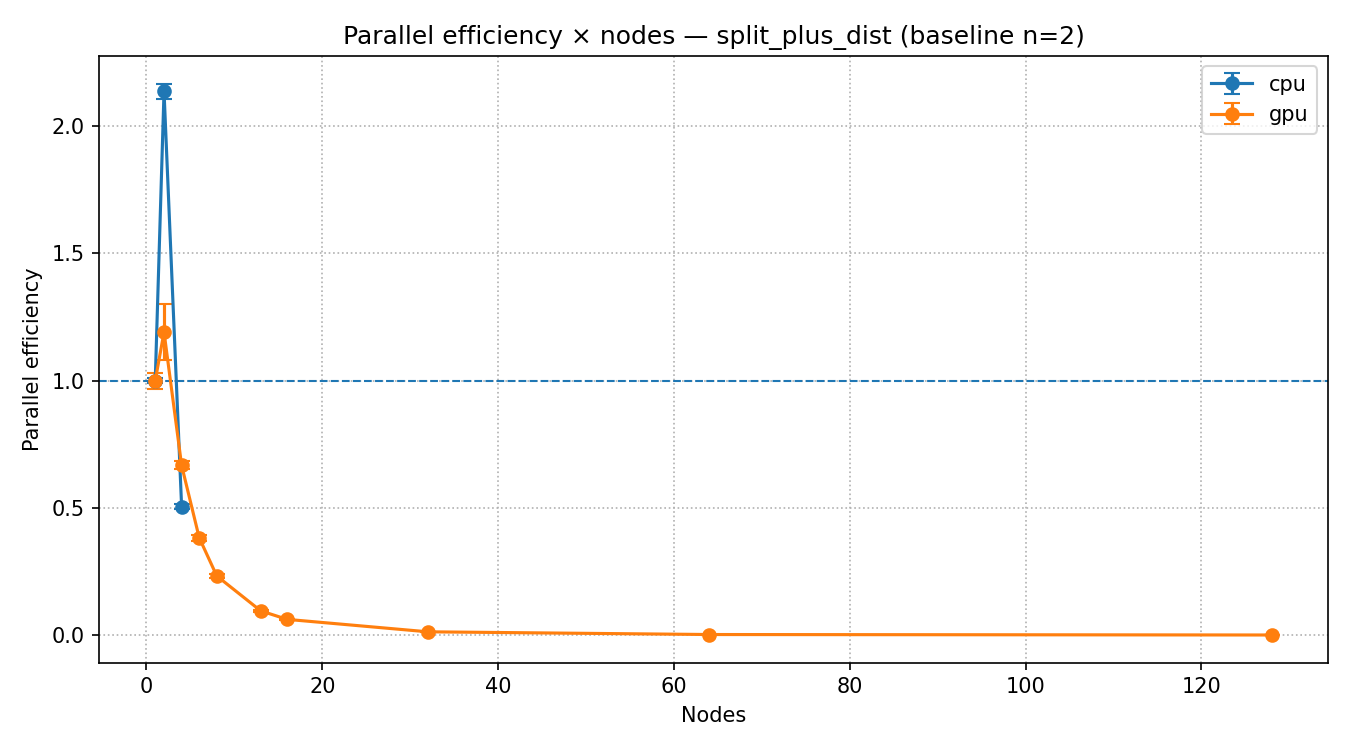 Parallel efficiency × nodes — split_plus_dist (baseline n=2)
cpu
gpu
Parallel efficiency
2.0
1.5
1.0
0.5
0.0
0 20 40 60 80 100 120
Nodes